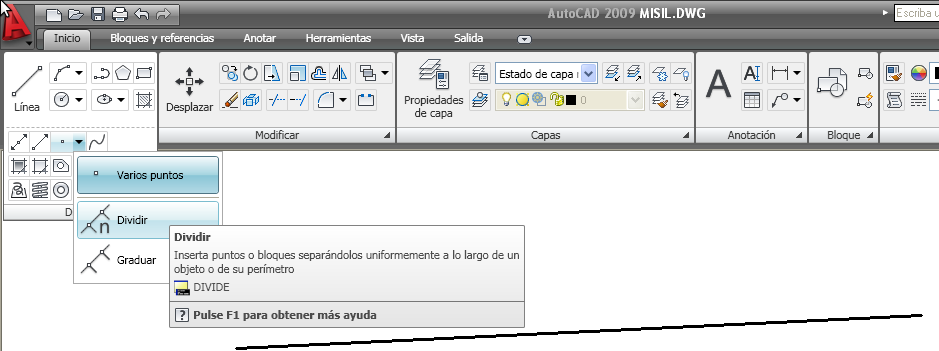 AutoCAD 2009 MISIL.DWG
Escriba u
Inicio
Bloques y referencias
Anotar
Herramientas
Vista
Salida
Línea
Desplazar
Propiedades
de capa
Estado de capa
0
Modificar
Capas
Anotación
Bloque
D
Varios puntos
Dividir
Graduar
Dividir
Inserta puntos o bloques separándolos uniformemente a lo largo de un
objeto o de su perímetro
DIVIDE
Pulse F1 para obtener más ayuda